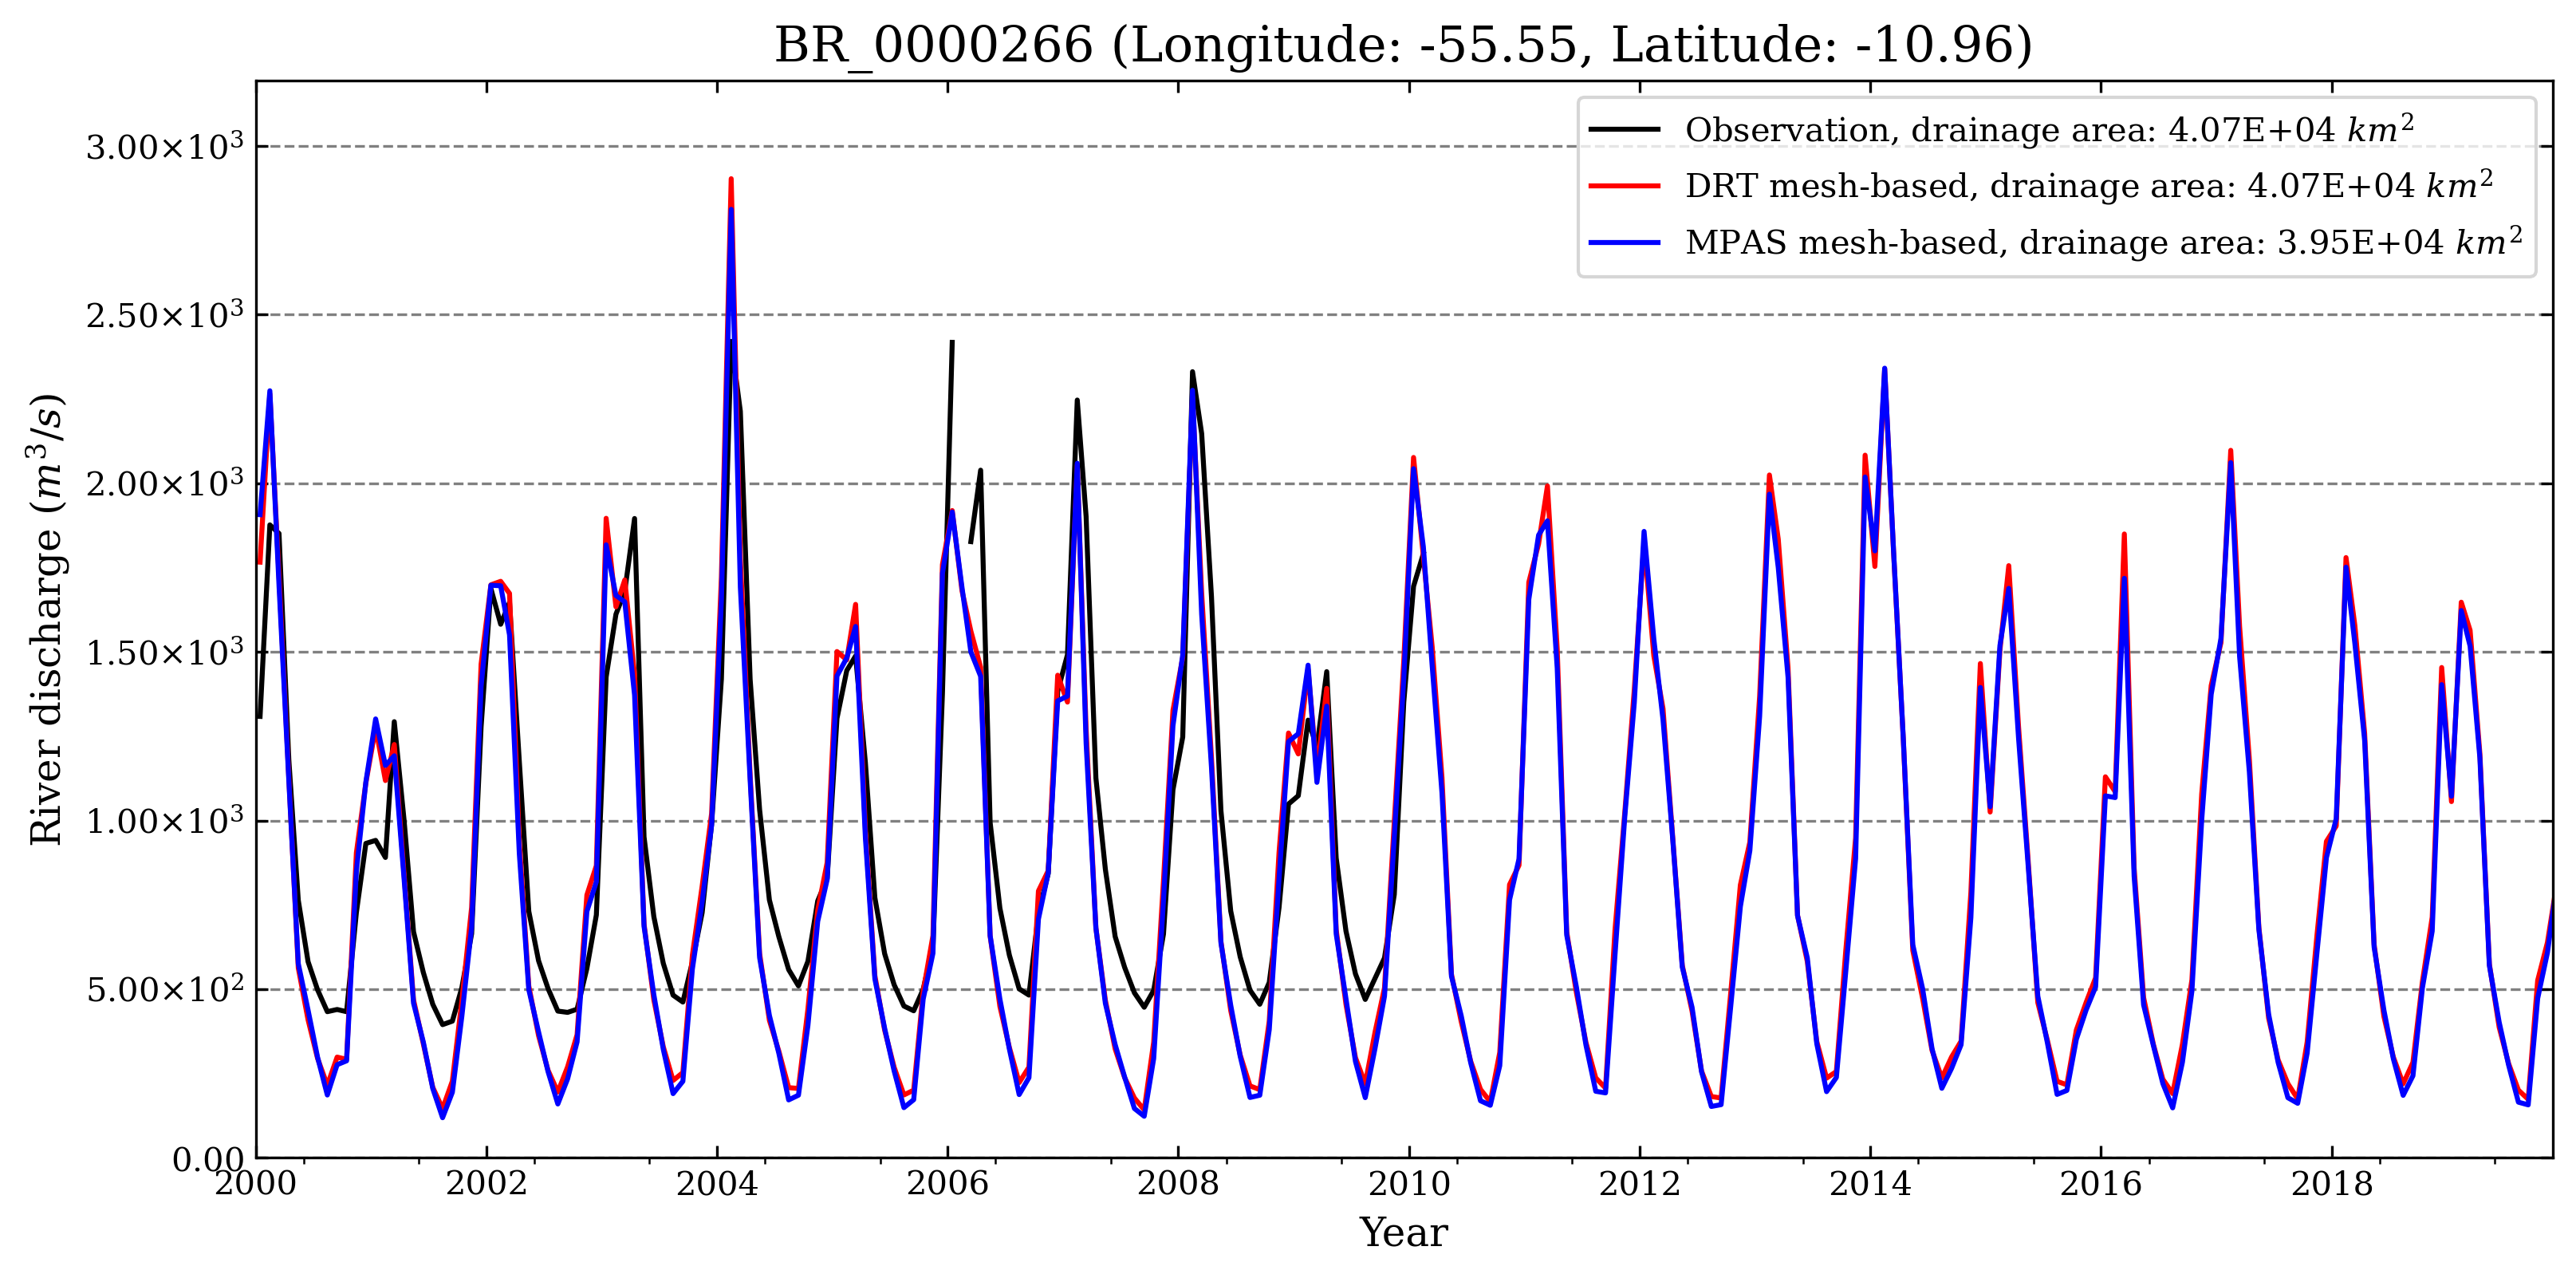 BR_0000266 (Longitude: -55.55, Latitude: -10.96)
Observation, drainage area: 4.07E+04 km²
DRT mesh-based, drainage area: 4.07E+04 km²
MPAS mesh-based, drainage area: 3.95E+04 km²
River discharge (m³/s)
3.00×10³
2.50×10³
2.00×10³
1.50×10³
1.00×10³
5.00×10²
0.00
2000 2002 2004 2006 2008 2010 2012 2014 2016 2018
Year